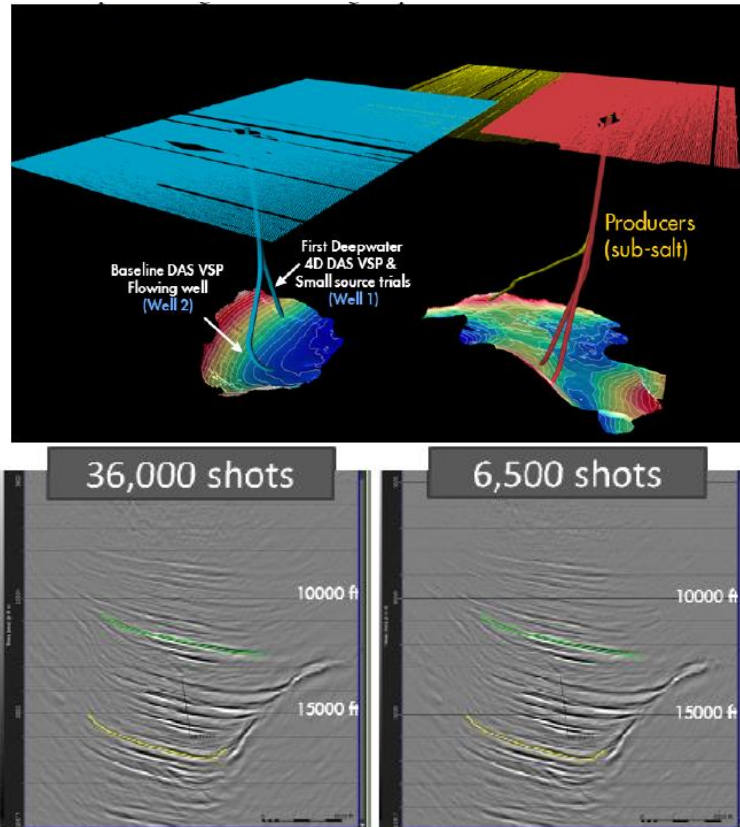 First Deepwater
4D DAS VSP &
Small source trials
(Well 1)
Baseline DAS VSP
Flowing well
(Well 2)
Producers
(sub-salt)
36,000 shots
6,500 shots
10000 ft
15000 ft
10000 ft
15000 ft